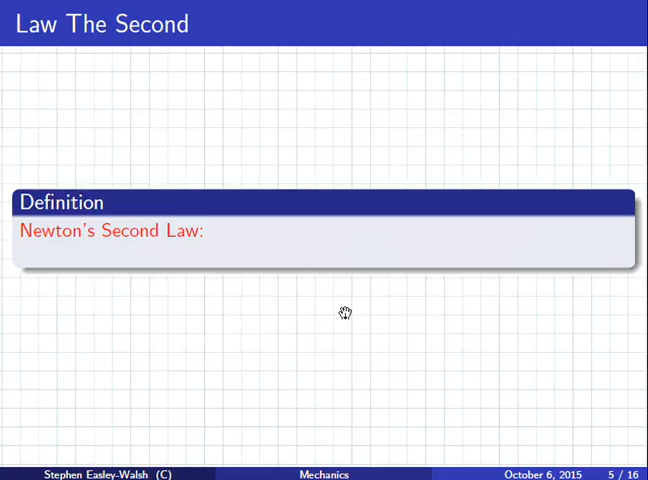 Law The Second
Definition
Newton's Second Law:
Stephen Easley-Walsh (C) Mechanics October 6, 2015 5 / 16